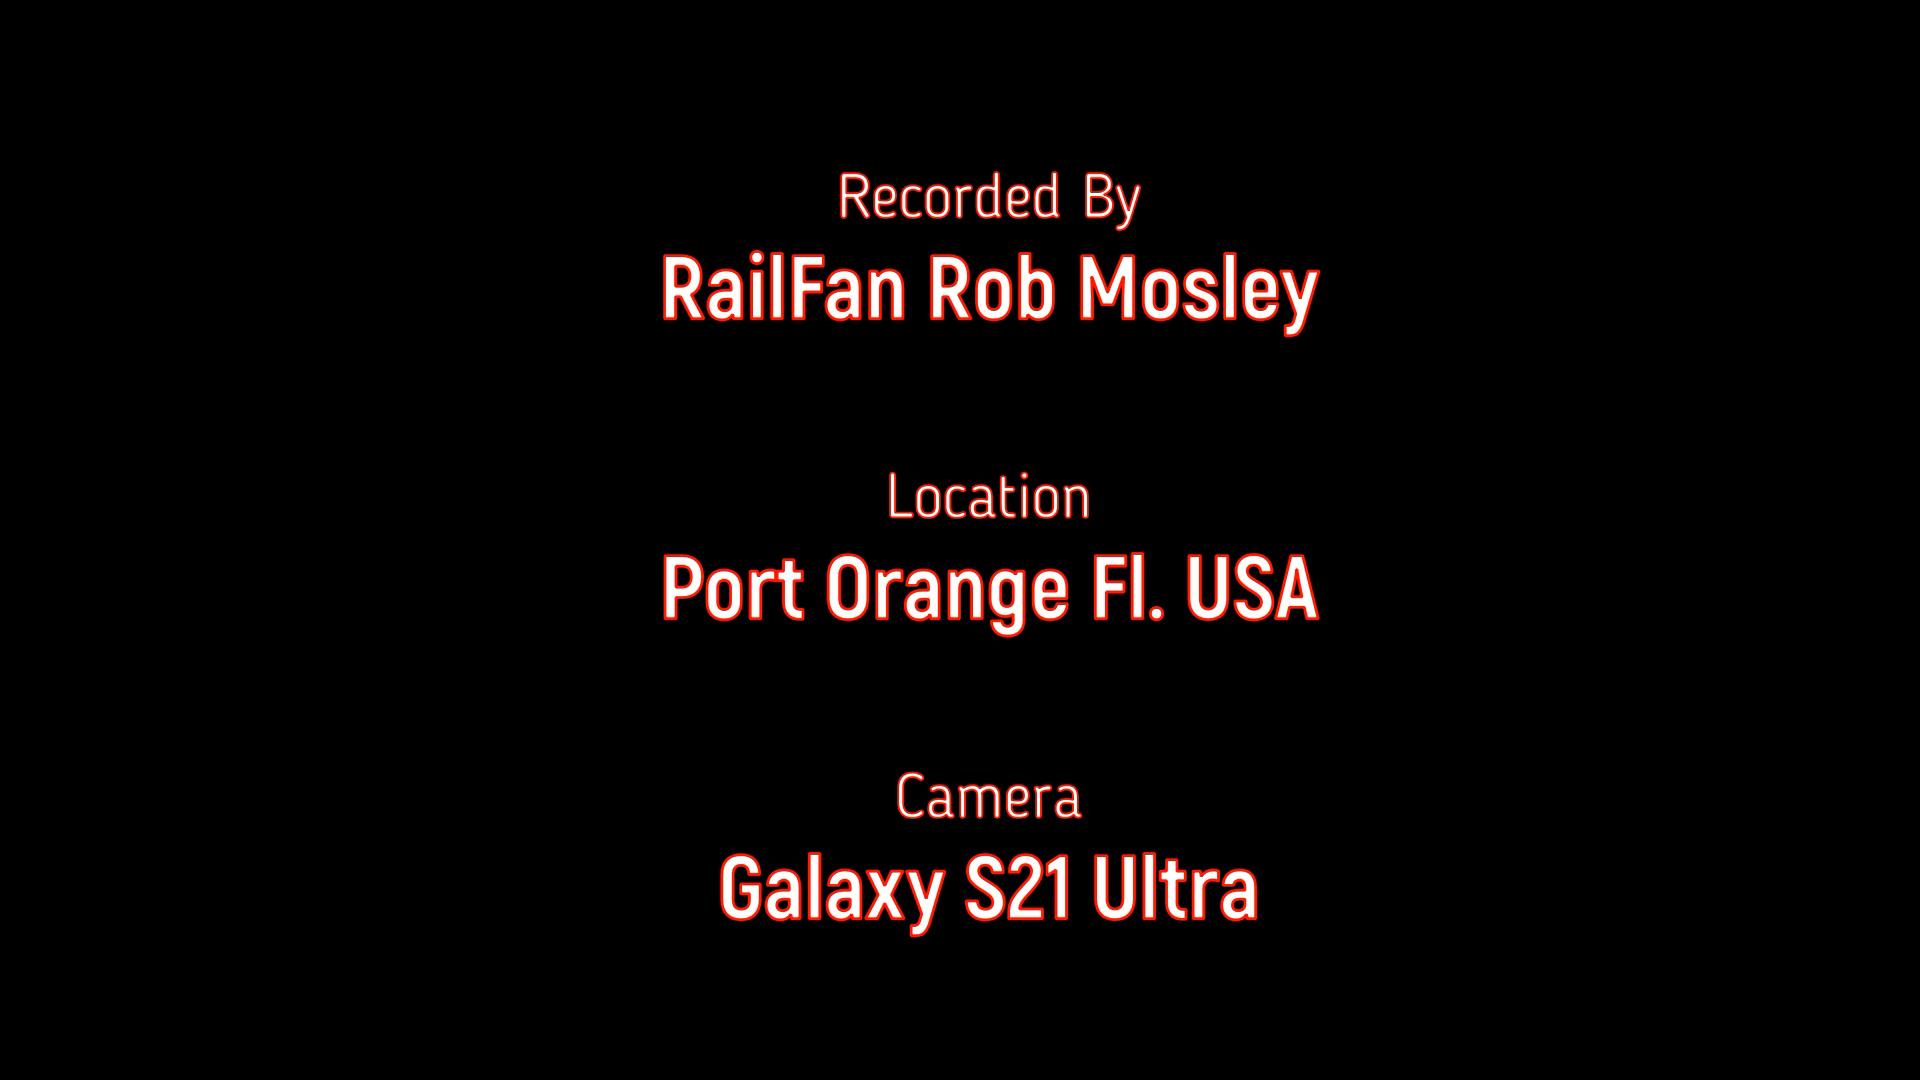 Recorded By
RailFan Rob Mosley
Location
Port Orange Fl. USA
Camera
Galaxy S21 Ultra